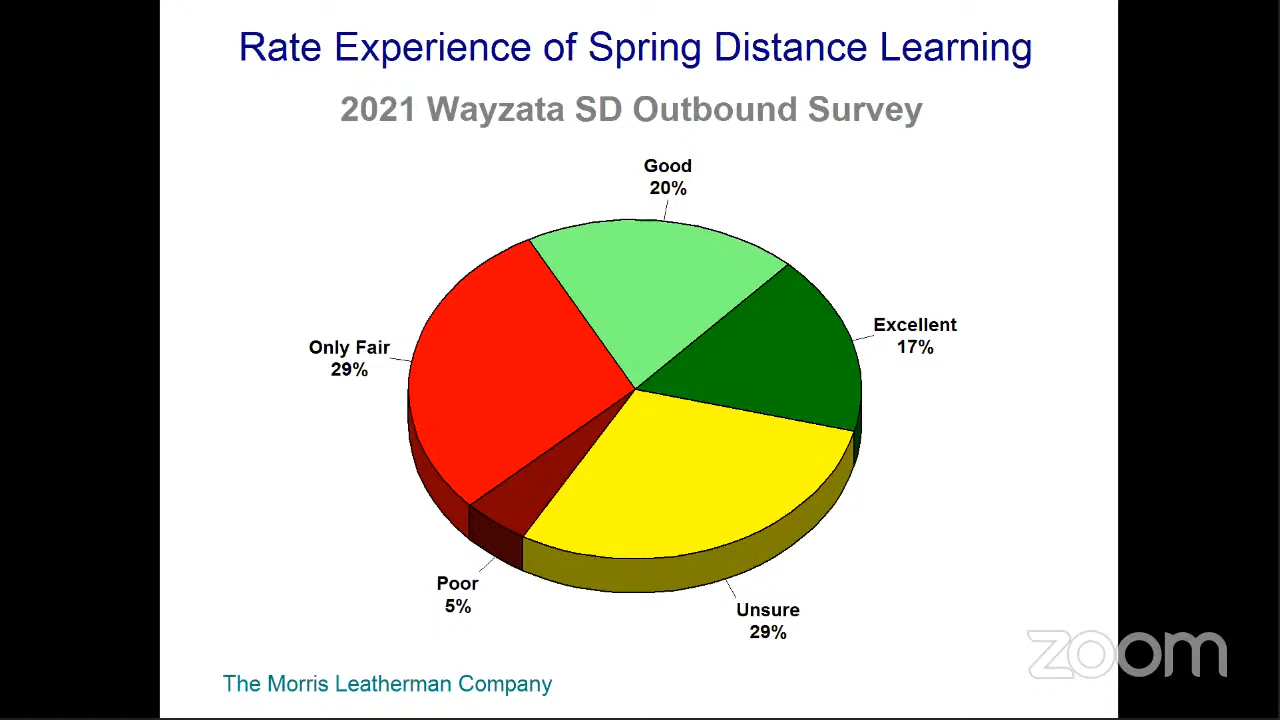 Rate Experience of Spring Distance Learning
2021 Wayzata SD Outbound Survey
Good
20%
Excellent
17%
Only Fair
29%
Poor
5%
Unsure
29%
The Morris Leatherman Company
zoom